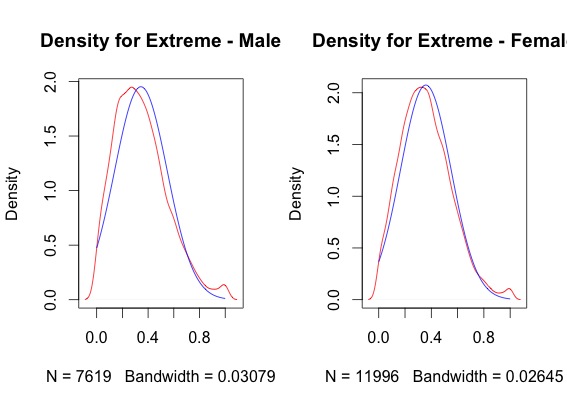 Density for Extreme - Male
Density
0.0 0.5 1.0 1.5 2.0
0.0 0.4 0.8
N = 7619 Bandwidth = 0.03079
Density for Extreme - Femal
Density
0.0 0.5 1.0 1.5 2.0
0.0 0.4 0.8
N = 11996 Bandwidth = 0.02645